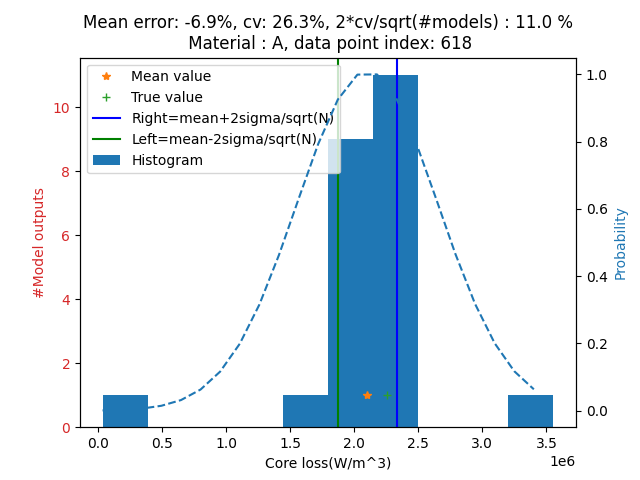 Mean error: -6.9%, cv: 26.3%, 2*cv/sqrt(#models) : 11.0 %
Material : A, data point index: 618
Mean value
True value
Right=mean+2sigma/sqrt(N)
Left=mean-2sigma/sqrt(N)
Histogram
#Model outputs
10
8
6
4
2
0
1.0
0.8
0.6
0.4
0.2
0.0
Probability
0.0 0.5 1.0 1.5 2.0 2.5 3.0 3.5
1e6
Core loss(W/m^3)